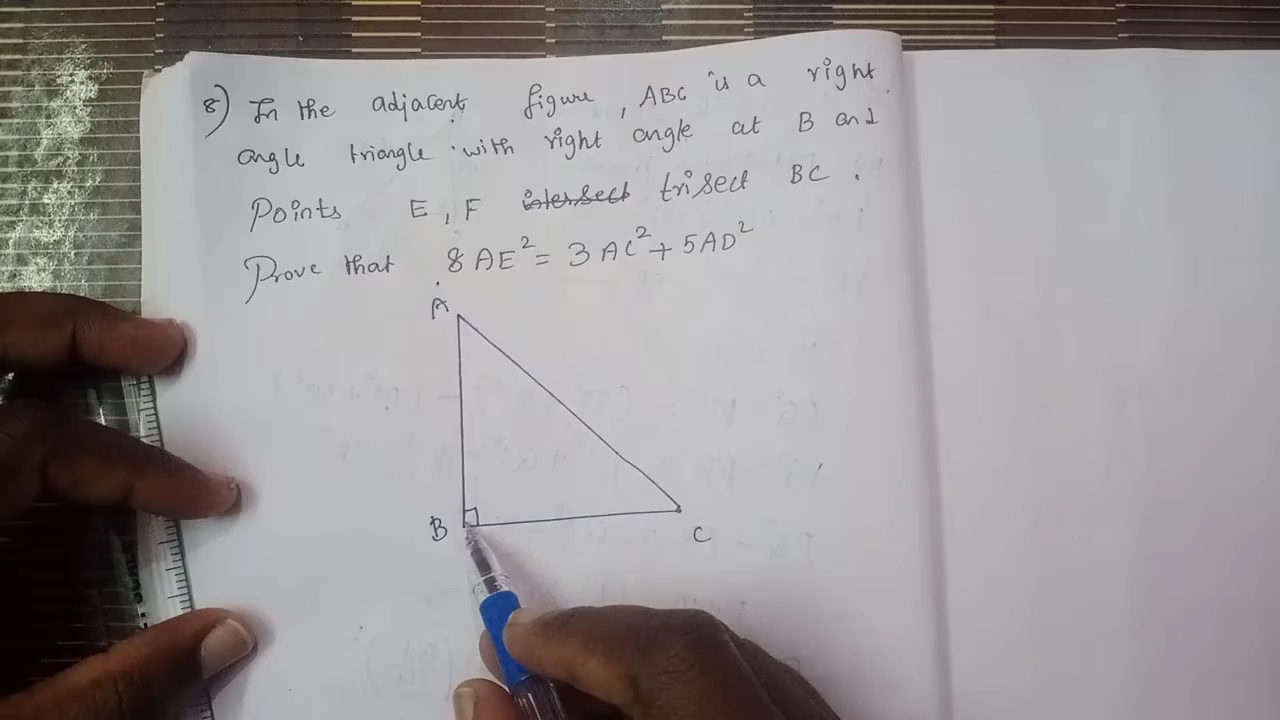 8) In the adjacent figure, ABC is a right
angle triangle with right angle at B and
Points E, F intersect trisect BC.
Prove that 8AE² = 3AC² + 5AD²
A
B
C